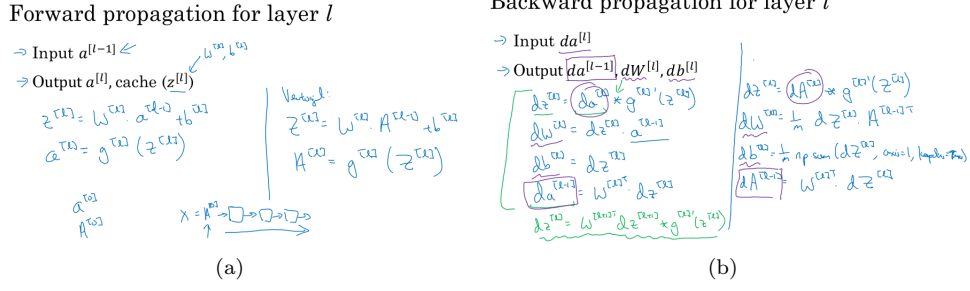 Forward propagation for layer l
→ Input a^[l-1] ←
w^[l], b^[l]
→ Output a^[l], cache (z^[l])
z^[l] = W^[l] · a^[l-1] + b^[l]
a^[l] = g^[l] (z^[l])
a^[0]
A^[0]
Z^[l] = W^[l] · A^[l-1] + b^[l]
A^[l] = g^[l] (Z^[l])
X = A^[0] → □ → □ → □ →
(a)
Backward propagation for layer l
→ Input da^[l]
→ Output da^[l-1], dW^[l], db^[l]
dz^[l] = da^[l] * g^[l]'(z^[l])
dW^[l] = dz^[l] · a^[l-1]
db^[l] = dz^[l]
da^[l-1] = W^[l]T · dz^[l]
dz^[l] = W^[l+1]T dz^[l+1] * g^[l]'(z^[l])
dZ^[l] = dA^[l] * g^[l]'(Z^[l])
dW^[l] = 1/m dZ^[l] · A^[l-1]T
db^[l] = 1/m np.sum(dZ^[l], axis=1, keepdims=True)
dA^[l-1] = W^[l]T · dZ^[l]
(b)